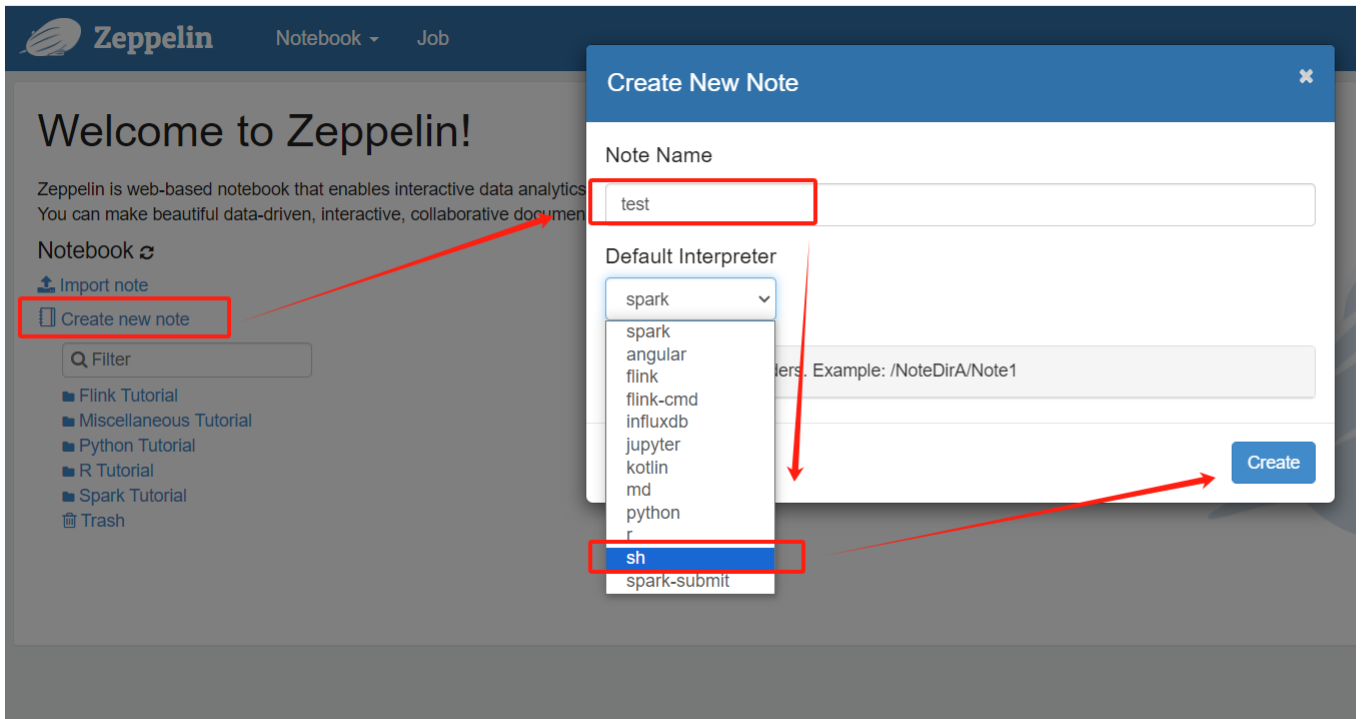 Zeppelin Notebook Job
Welcome to Zeppelin!
Zeppelin is web-based notebook that enables interactive data analytics
You can make beautiful data-driven, interactive, collaborative
Notebook
Import note
Create new note
Filter
Flink Tutorial
Miscellaneous Tutorial
Python Tutorial
R Tutorial
Spark Tutorial
Trash
Create New Note
Note Name
test
Default Interpreter
spark
spark
angular
flink
flink-cmd
influxdb
jupyter
kotlin
md
python
r
sh
spark-submit
Example: /NoteDirA/Note1
Create